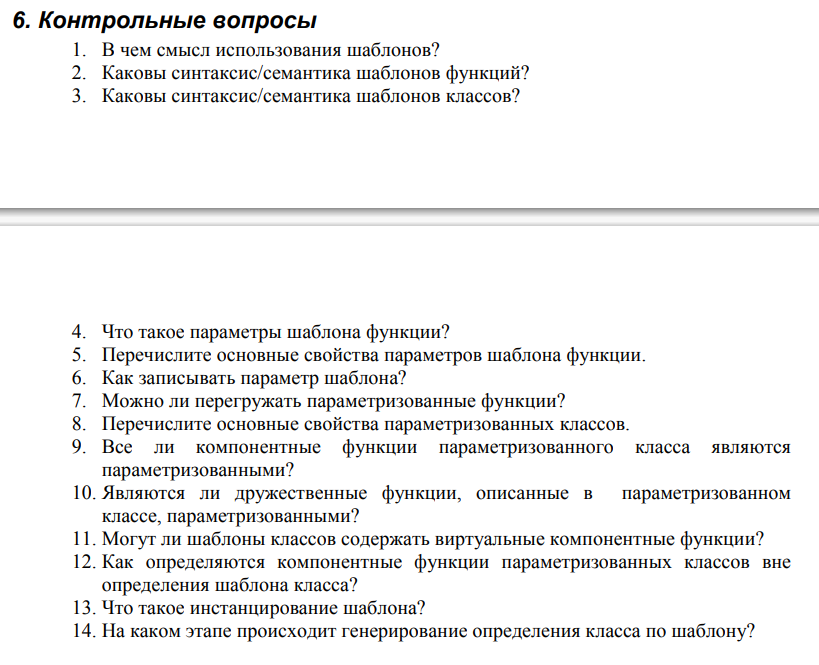 6. Контрольные вопросы
1. В чем смысл использования шаблонов?
2. Каковы синтаксис/семантика шаблонов функций?
3. Каковы синтаксис/семантика шаблонов классов?
4. Что такое параметры шаблона функции?
5. Перечислите основные свойства параметров шаблона функции.
6. Как записывать параметр шаблона?
7. Можно ли перегружать параметризованные функции?
8. Перечислите основные свойства параметризованных классов.
9. Все ли компонентные функции параметризованного класса являются
параметризованными?
10. Являются ли дружественные функции, описанные в параметризованном
классе, параметризованными?
11. Могут ли шаблоны классов содержать виртуальные компонентные функции?
12. Как определяются компонентные функции параметризованных классов вне
определения шаблона класса?
13. Что такое инстанцирование шаблона?
14. На каком этапе происходит генерирование определения класса по шаблону?